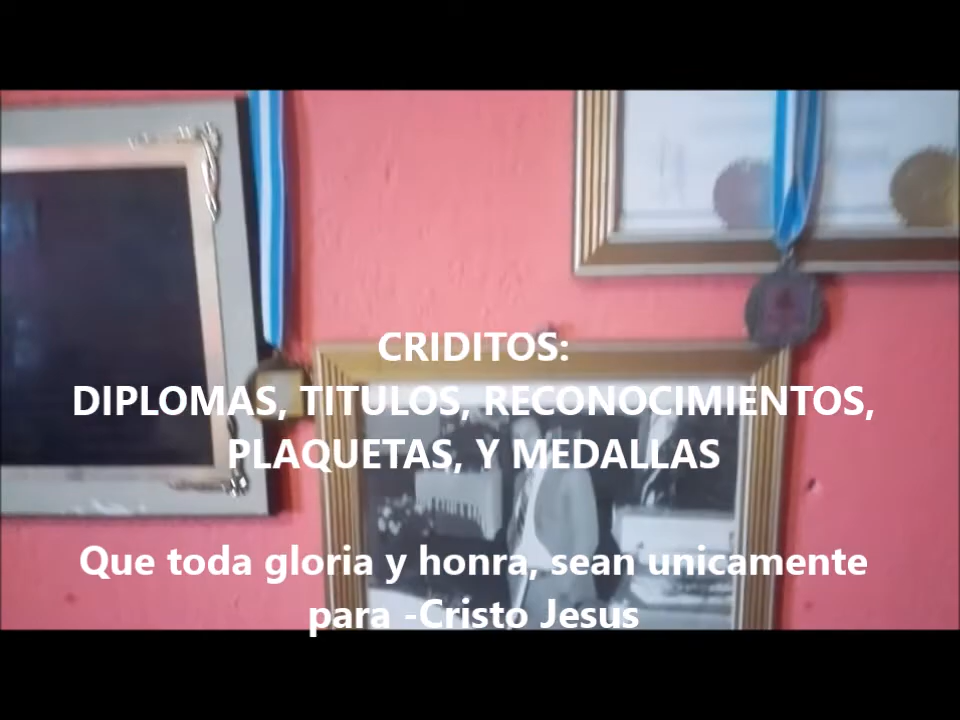 CRIDITOS:
DIPLOMAS, TITULOS, RECONOCIMIENTOS,
PLAQUETAS, Y MEDALLAS
Que toda gloria y honra, sean unicamente
para -Cristo Jesus